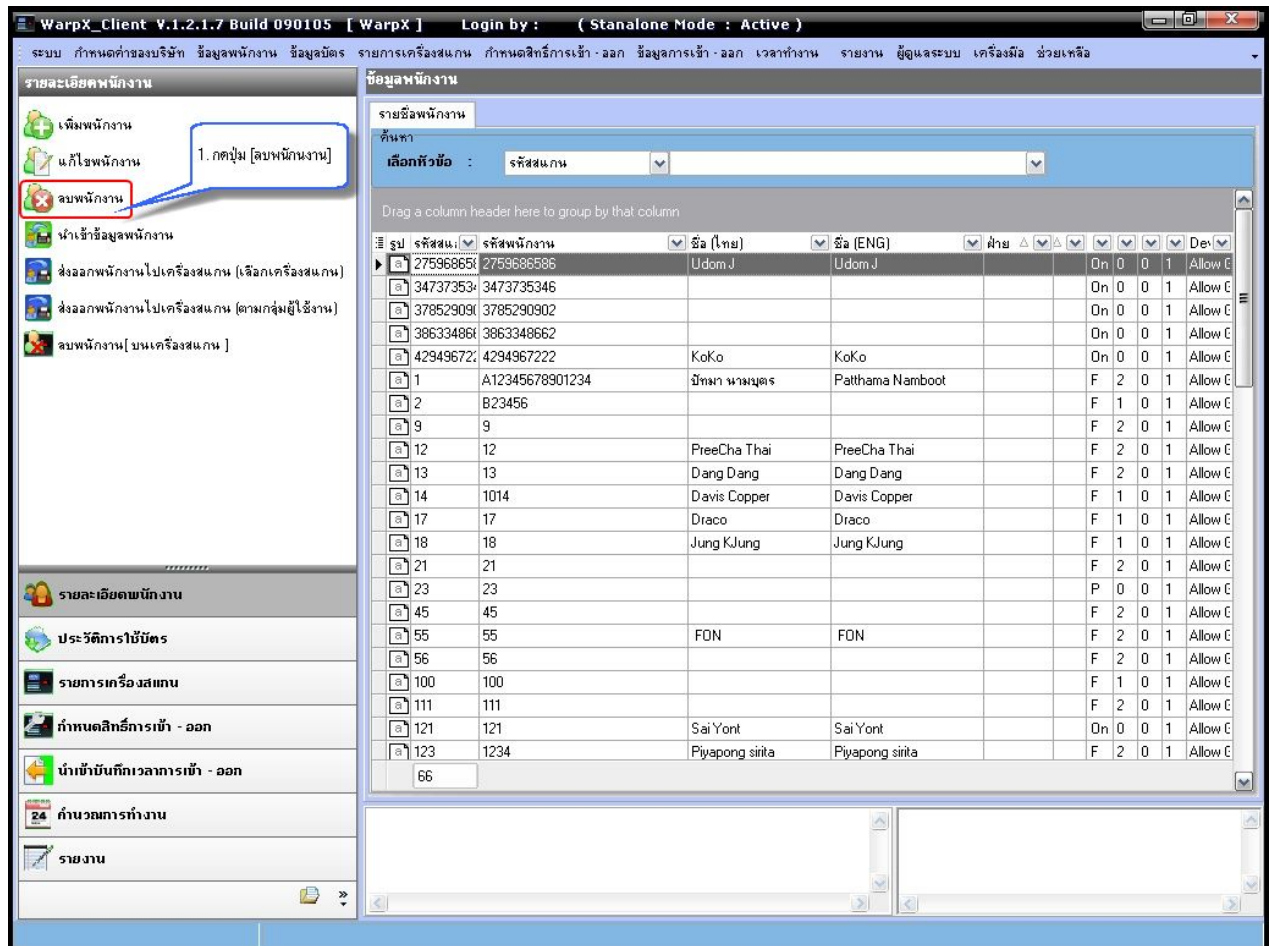 WarpX_Client V.1.2.1.7 Build 090105 [ WarpX ] Login by : ( Stanalone Mode : Active )
ระบบ กำหนดค่าของบริษัท ข้อมูลพนักงาน ข้อมูลบัตร รายการเครื่องสแกน กำหนดสิทธิ์การเข้า - ออก ข้อมูลการเข้า - ออก เวลาทำงาน รายงาน ผู้ดูแลระบบ เครื่องมือ ช่วยเหลือ
รายละเอียดพนักงาน
เพิ่มพนักงาน
แก้ไขพนักงาน
1. กดปุ่ม [ลบพนักนงาน]
ลบพนักงาน
นำเข้าข้อมูลพนักงาน
ส่งออกพนักงานไปเครื่องสแกน (เลือกเครื่องสแกน)
ส่งออกพนักงานไปเครื่องสแกน (ตามกลุ่มผู้ใช้งาน)
ลบพนักงาน[ บนเครื่องสแกน ]
รายละเอียดพนักงาน
ประวัติการใช้บัตร
รายการเครื่องสแกน
กำหนดสิทธิ์การเข้า - ออก
นำเข้าบันทึกเวลาการเข้า - ออก
24 คำนวณการทำงาน
รายงาน
ข้อมูลพนักงาน
รายชื่อพนักงาน
ค้นหา
เลือกหัวข้อ : รหัสสแกน
Drag a column header here to group by that column
รูป รหัสสแ พนักรหัสพนักงาน ชื่อ (ไทย) ชื่อ (ENG) ฝ่าย De
275968658 2759686586 Udom J Udom J On 0 0 1 Allow
347373534 3473735346 On 0 0 1 Allow
378529090 3785290902 On 0 0 1 Allow
386334866 3863348662 On 0 0 1 Allow
429496722 4294967222 KoKo KoKo On 0 0 1 Allow
1 A12345678901234 ปัทมา นามบุตร Patthama Namboot F 2 0 1 Allow
2 B23456 F 1 0 1 Allow
9 9 F 2 0 1 Allow
12 12 PreeCha Thai PreeCha Thai F 2 0 1 Allow
13 13 Dang Dang Dang Dang F 2 0 1 Allow
14 1014 Davis Copper Davis Copper F 1 0 1 Allow
17 17 Draco Draco F 1 0 1 Allow
18 18 Jung KJung Jung KJung F 1 0 1 Allow
21 21 F 2 0 1 Allow
23 23 P 0 0 1 Allow
45 45 F 2 0 1 Allow
55 55 FON FON F 2 0 1 Allow
56 56 F 2 0 1 Allow
100 100 F 1 0 1 Allow
111 111 F 2 0 1 Allow
121 121 Sai Yont Sai Yont On 0 0 1 Allow
123 1234 Piyapong sirita Piyapong sirita F 2 0 1 Allow
66